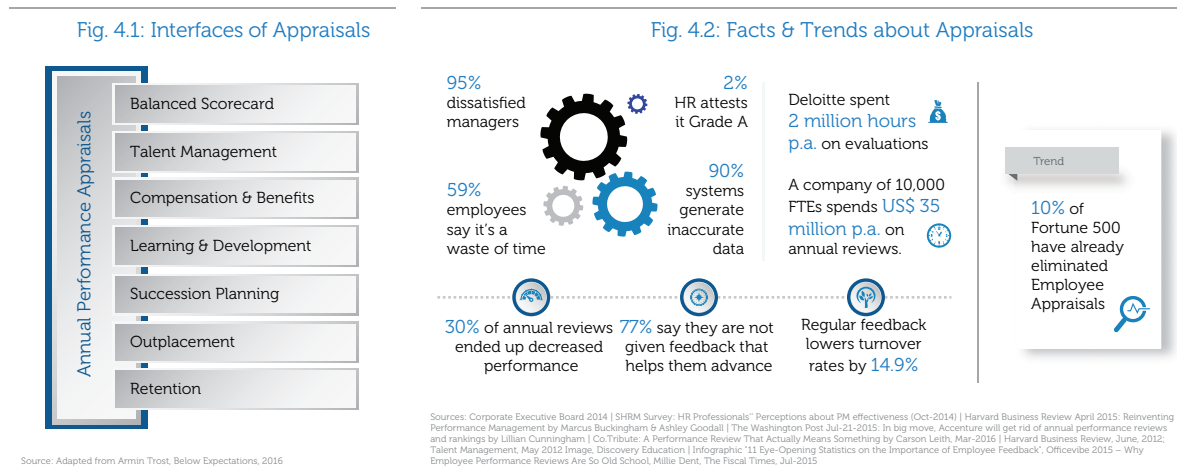 Fig. 4.1: Interfaces of Appraisals
Annual Performance Appraisals
Balanced Scorecard
Talent Management
Compensation & Benefits
Learning & Development
Succession Planning
Outplacement
Retention
Source: Adapted from Armin Trost, Below Expectations, 2016
Fig. 4.2: Facts & Trends about Appraisals
95%
dissatisfied
managers
2%
HR attests
it Grade A
59%
employees
say it's a
waste of time
90%
systems
generate
inaccurate
data
Deloitte spent
2 million hours
p.a. on evaluations
A company of 10,000
FTEs spends US$ 35
million p.a. on
annual reviews.
30% of annual reviews
ended up decreased
performance
77% say they are not
given feedback that
helps them advance
Regular feedback
lowers turnover
rates by 14.9%
Trend
10% of
Fortune 500
have already
eliminated
Employee
Appraisals
Sources: Corporate Executive Board 2014 | SHRM Survey: HR Professionals'' Perceptions about PM effectiveness (Oct-2014) | Harvard Business Review April 2015: Reinventing
Performance Management by Marcus Buckingham & Ashley Goodall | The Washington Post Jul-21-2015: In big move, Accenture will get rid of annual performance reviews
and rankings by Lillian Cunningham | Co.Tribute: A Performance Review That Actually Means Something by Carson Leith, Mar-2016 | Harvard Business Review, June, 2012;
Talent Management, May 2012 Image, Discovery Education | Infographic "11 Eye-Opening Statistics on the Importance of Employee Feedback", Officevibe 2015 – Why
Employee Performance Reviews Are So Old School, Millie Dent, The Fiscal Times, Jul-2015